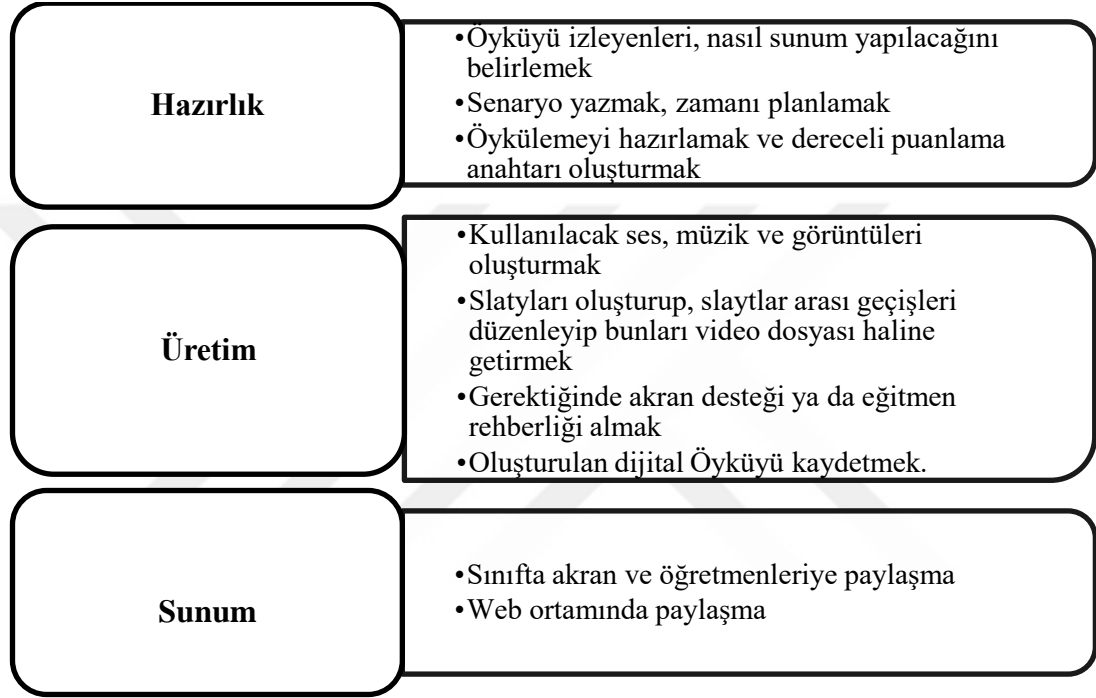 Hazırlık
•Öyküyü izleyenleri, nasıl sunum yapılacağını
belirlemek
•Senaryo yazmak, zamanı planlamak
•Öykülemeyi hazırlamak ve dereceli puanlama
anahtarı oluşturmak
Üretim
•Kullanılacak ses, müzik ve görüntüleri
oluşturmak
•Slatyları oluşturup, slaytlar arası geçişleri
düzenleyip bunları video dosyası haline
getirmek
•Gerektiğinde akran desteği ya da eğitmen
rehberliği almak
•Oluşturulan dijital Öyküyü kaydetmek.
Sunum
•Sınıfta akran ve öğretmenleriye paylaşma
•Web ortamında paylaşma